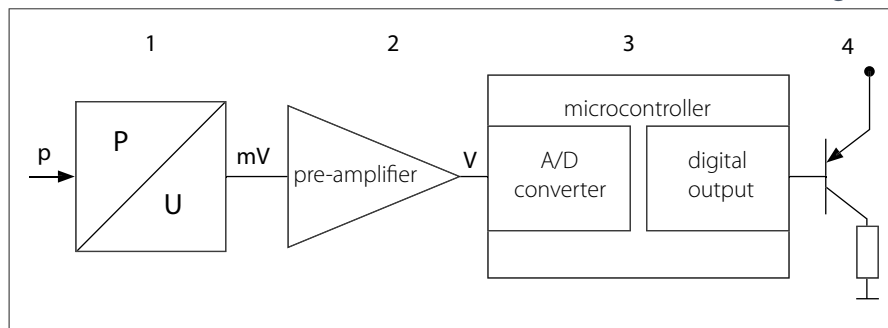 1
2
3
4
microcontroller
p
P
U
mV
pre-amplifier
V
A/D
converter
digital
output